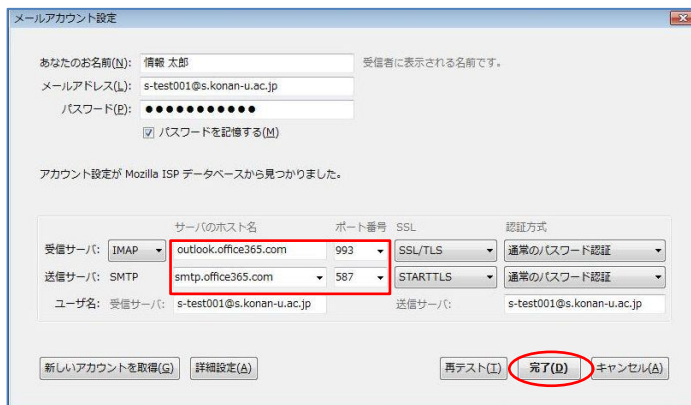 メールアカウント設定
あなたのお名前(N): 情報 太郎 受信者に表示される名前です。
メールアドレス(L): s-test001@s.konan-u.ac.jp
パスワード(P): ●●●●●●●●●●●
パスワードを記憶する(M)
アカウント設定が Mozilla ISP データベースから見つかりました。
サーバのホスト名 ポート番号 SSL 認証方式
受信サーバ: IMAP outlook.office365.com 993 SSL/TLS 通常のパスワード認証
送信サーバ: SMTP smtp.office365.com 587 STARTTLS 通常のパスワード認証
ユーザ名: 受信サーバ: s-test001@s.konan-u.ac.jp 送信サーバ: s-test001@s.konan-u.ac.jp
新しいアカウントを取得(G) 詳細設定(A) 再テスト(T) 完了(D) キャンセル(A)